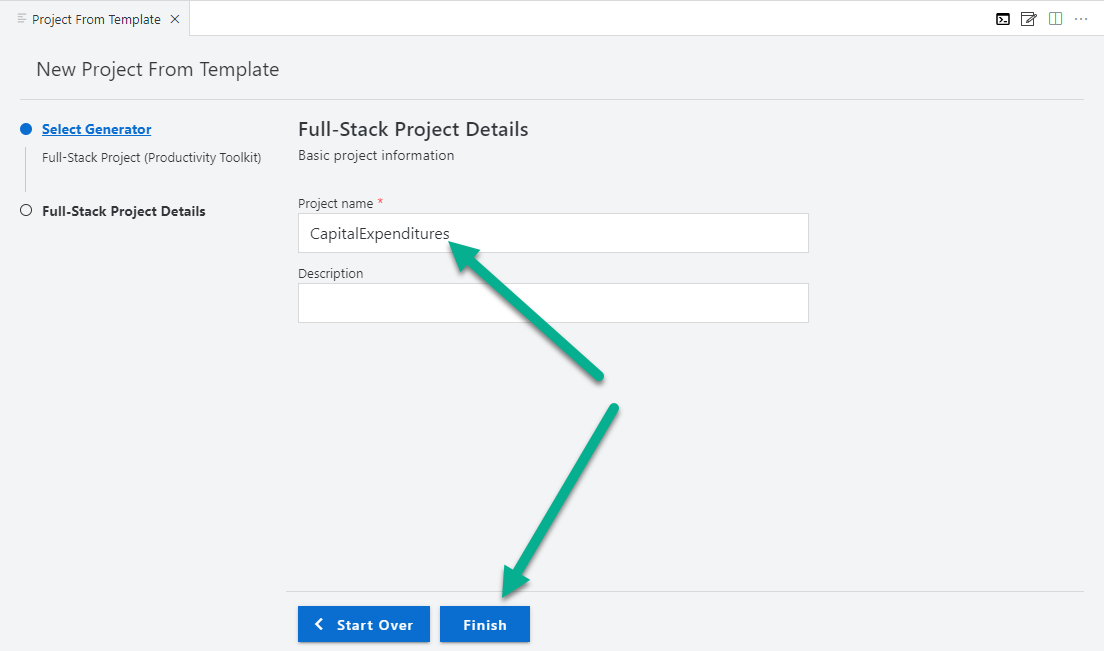 Project From Template
New Project From Template
Select Generator
Full-Stack Project (Productivity Toolkit)
Full-Stack Project Details
Full-Stack Project Details
Basic project information
Project name *
CapitalExpenditures
Description
Start Over
Finish